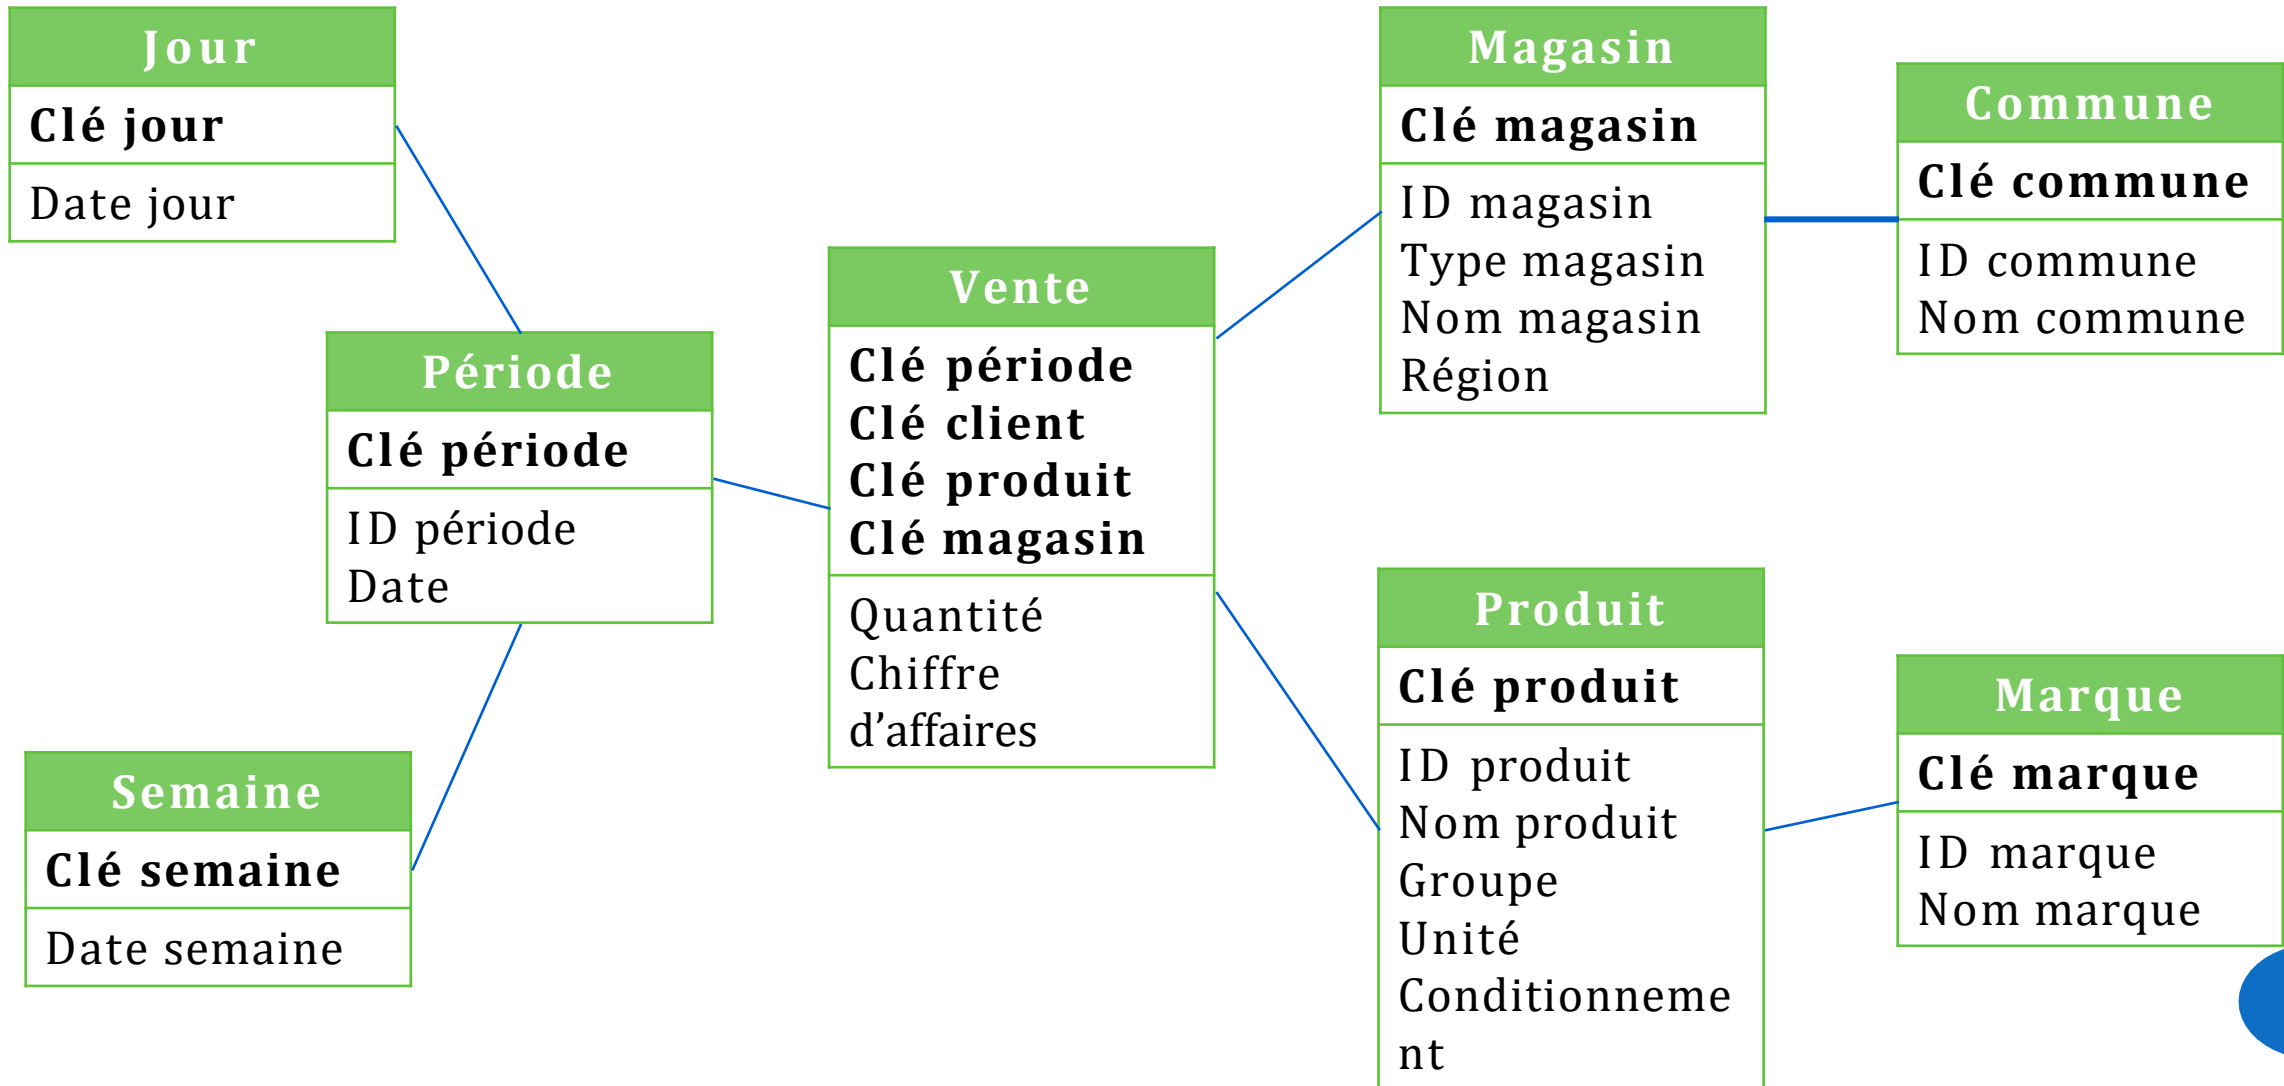 Jour
Clé jour
Date jour
Période
Clé période
ID période
Date
Semaine
Clé semaine
Date semaine
Vente
Clé période
Clé client
Clé produit
Clé magasin
Quantité
Chiffre
d’affaires
Magasin
Clé magasin
ID magasin
Type magasin
Nom magasin
Région
Commune
Clé commune
ID commune
Nom commune
Produit
Clé produit
ID produit
Nom produit
Groupe
Unité
Conditionneme
nt
Marque
Clé marque
ID marque
Nom marque